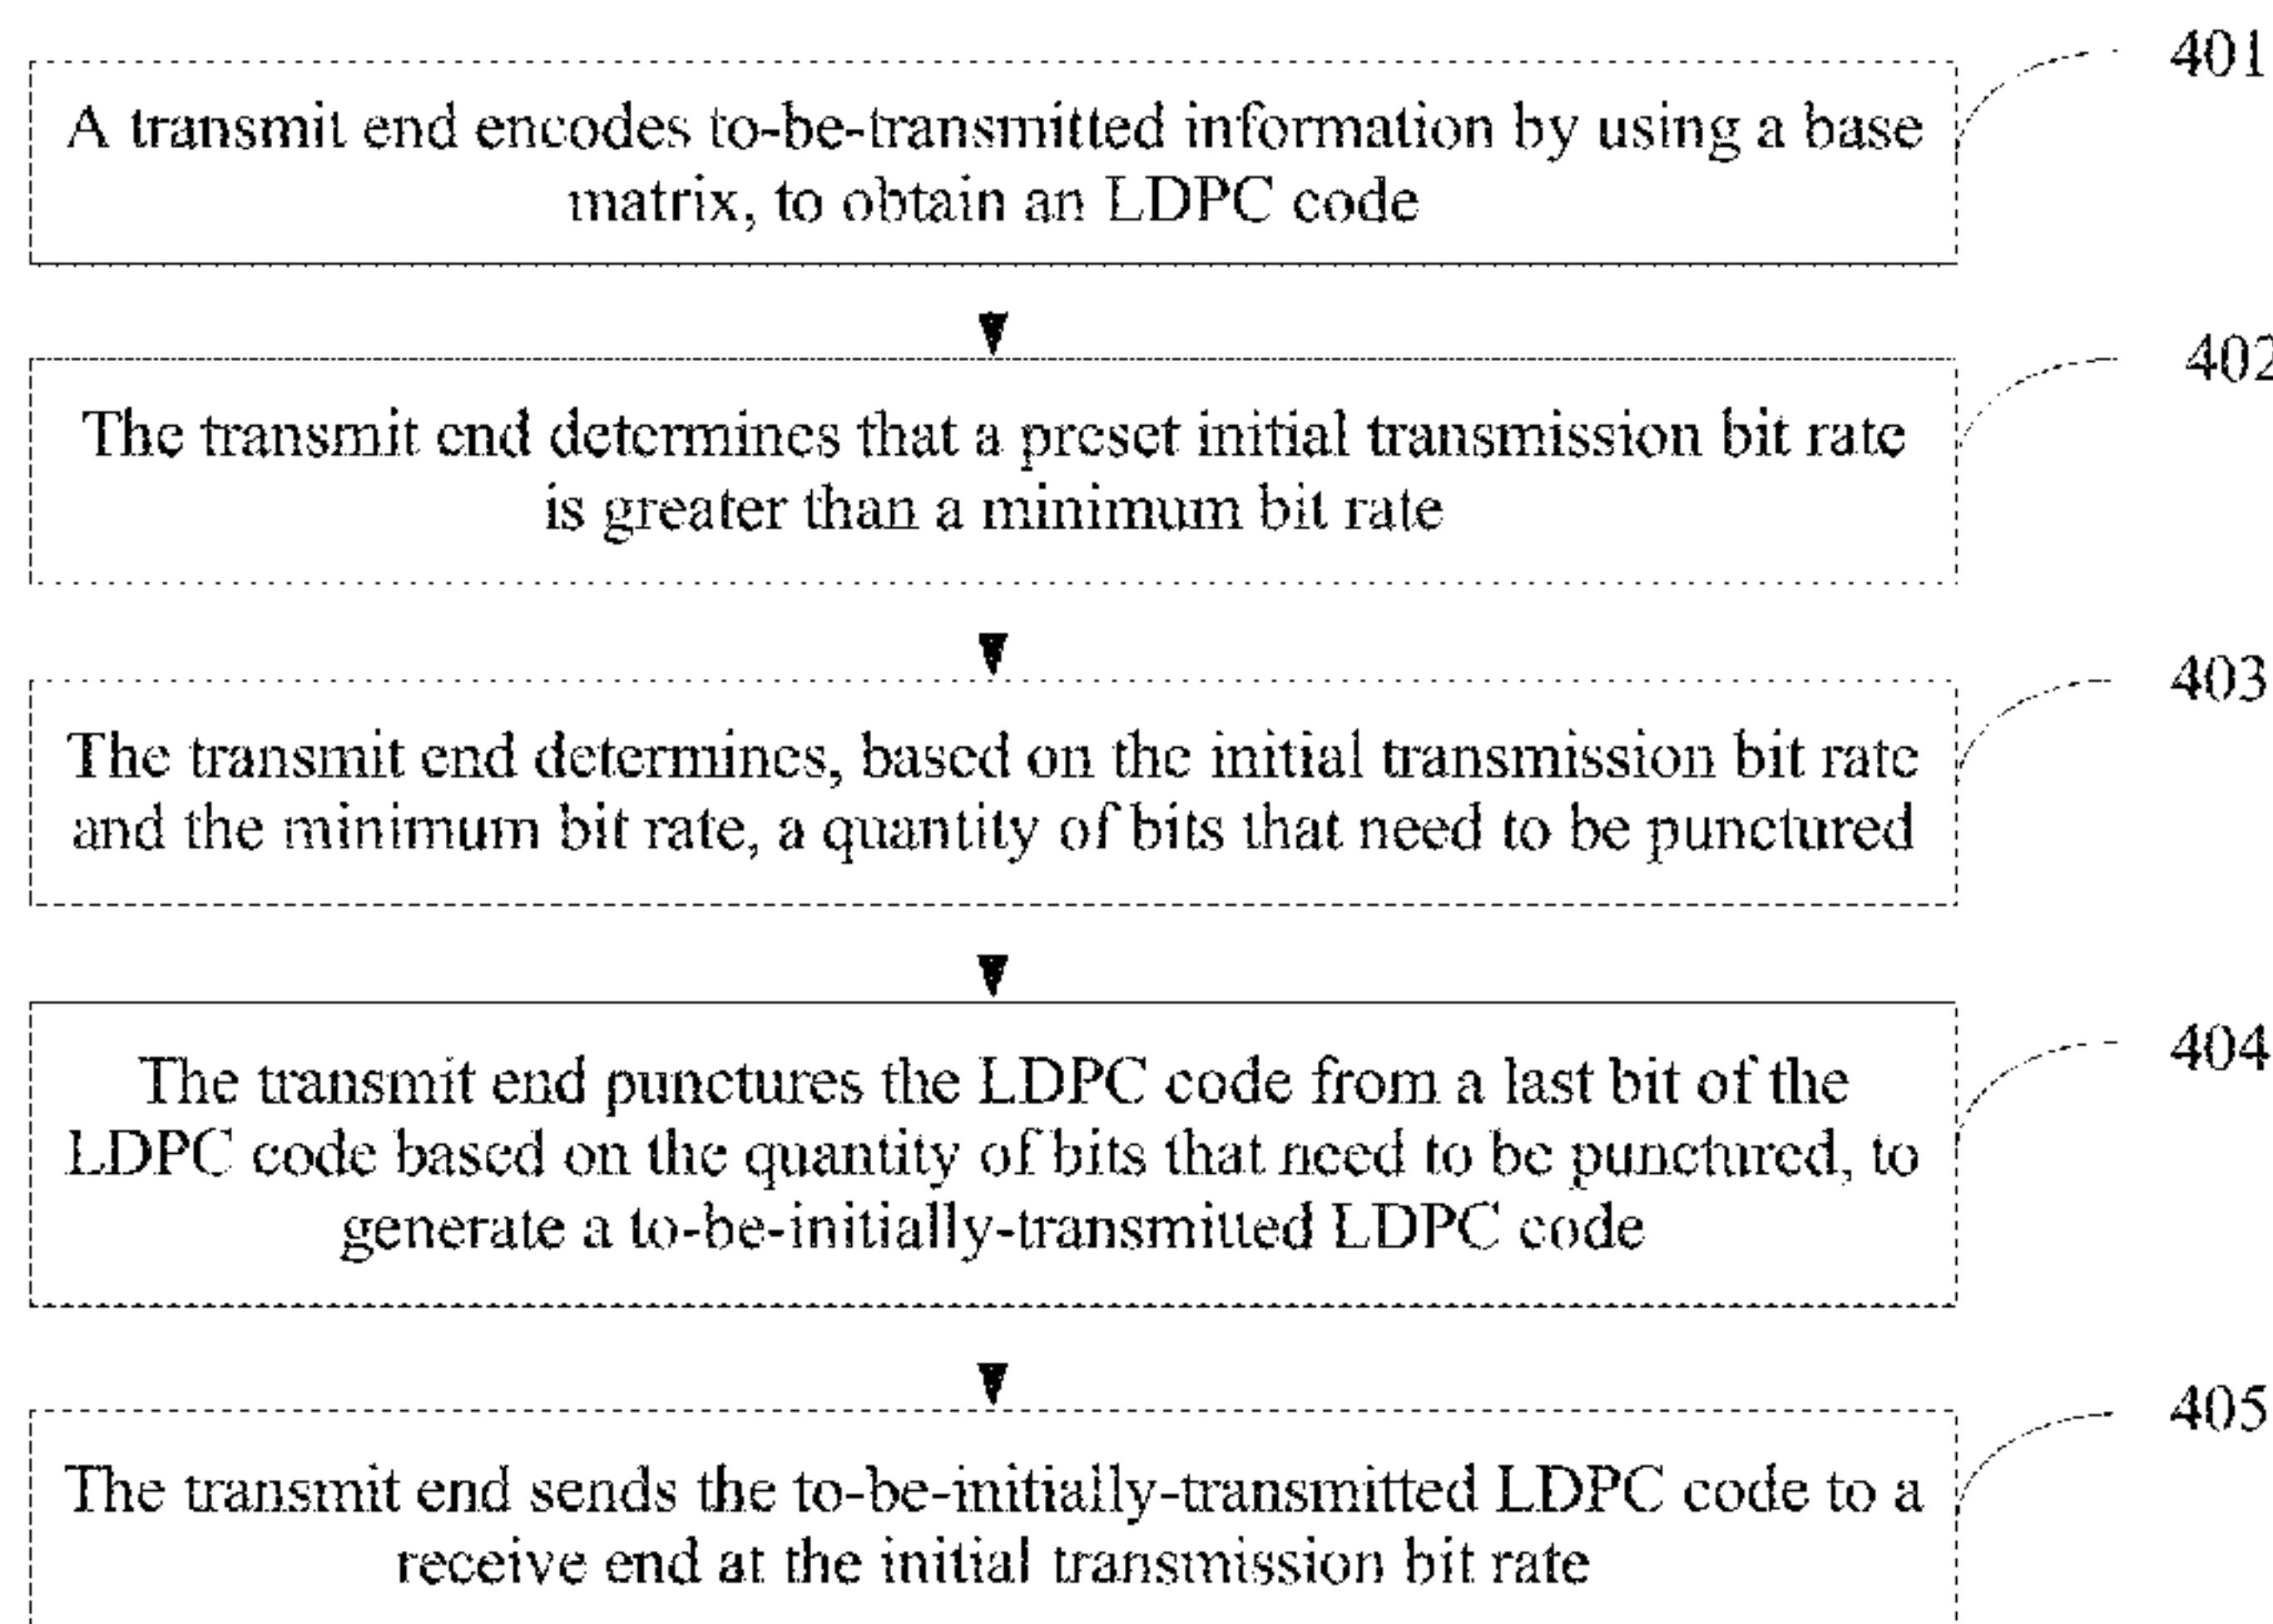 401
A transmit end encodes to-be-transmitted information by using a base
matrix, to obtain an LDPC code
402
The transmit end determines that a preset initial transmission bit rate
is greater than a minimum bit rate
403
The transmit end determines, based on the initial transmission bit rate
and the minimum bit rate, a quantity of bits that need to be punctured
404
The transmit end punctures the LDPC code from a last bit of the
LDPC code based on the quantity of bits that need to be punctured, to
generate a to-be-initially-transmitted LDPC code
405
The transmit end sends the to-be-initially-transmitted LDPC code to a
receive end at the initial transmission bit rate